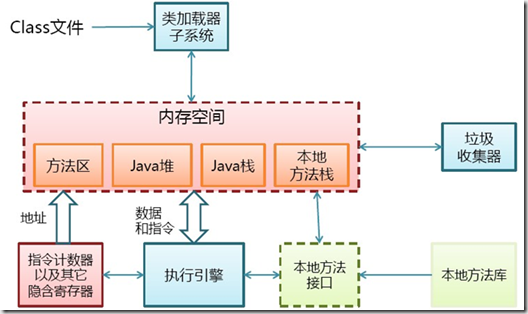 Class文件
类加载器
子系统
内存空间
方法区
Java堆
Java栈
本地
方法栈
垃圾
收集器
地址
数据
和指令
指令计数器
以及其它
隐含寄存器
执行引擎
本地方法
接口
本地方法库